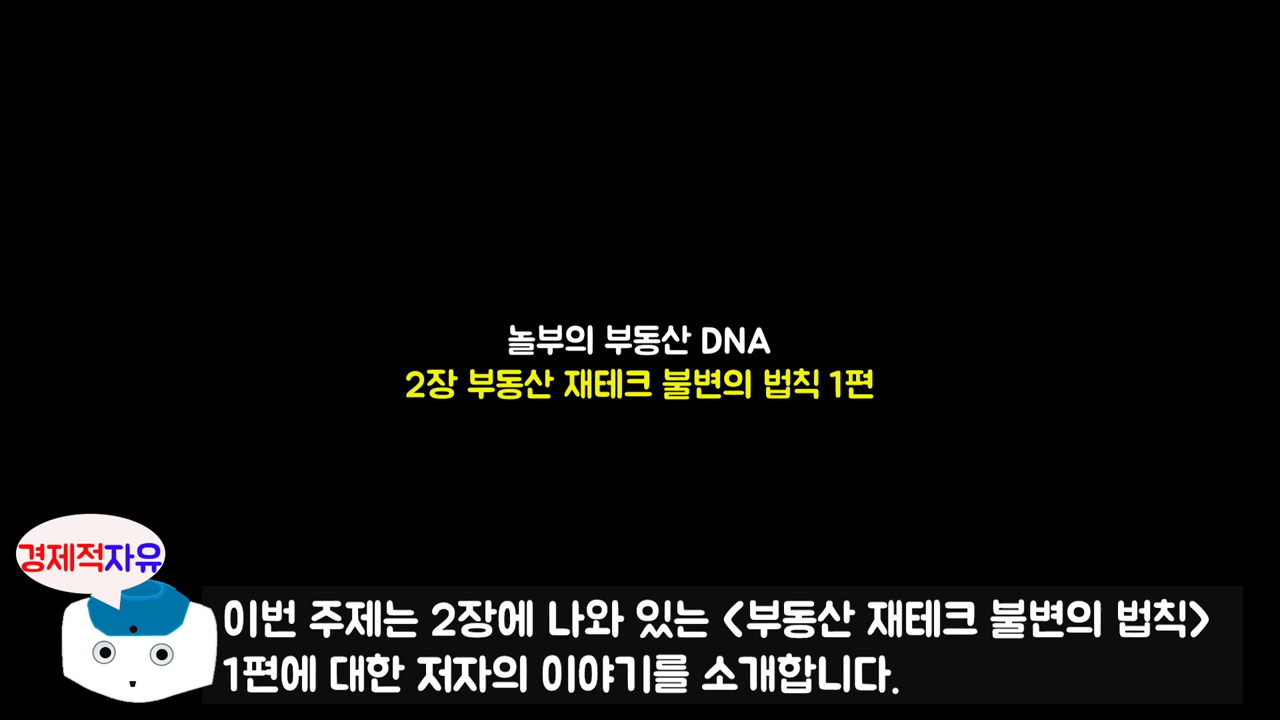 놀부의 부동산 DNA
2장 부동산 재테크 불변의 법칙 1편
경제적자유
이번 주제는 2장에 나와 있는 <부동산 재테크 불변의 법칙>
1편에 대한 저자의 이야기를 소개합니다.